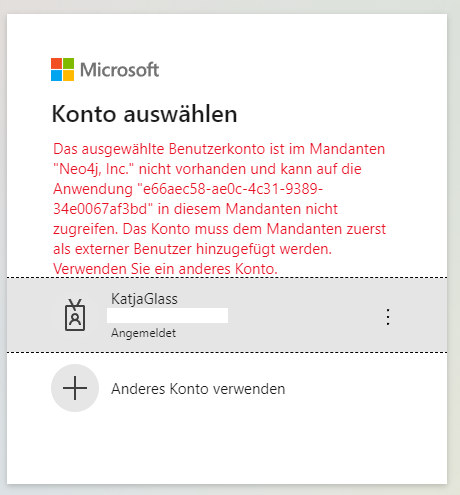 Microsoft
Konto auswählen
Das ausgewählte Benutzerkonto ist im Mandanten
"Neo4j, Inc." nicht vorhanden und kann auf die
Anwendung "e66aec58-ae0c-4c31-9389-
34e0067af3bd" in diesem Mandanten nicht
zugreifen. Das Konto muss dem Mandanten zuerst
als externer Benutzer hinzugefügt werden.
Verwenden Sie ein anderes Konto.
KatjaGlass
Angemeldet
Anderes Konto verwenden